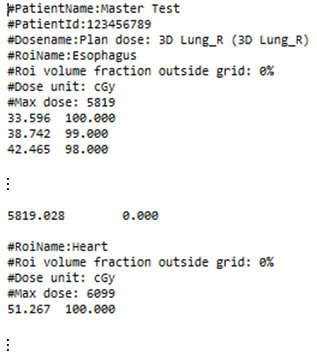 #PatientName:Master Test
#PatientId:123456789
#Dosename:Plan dose: 3D Lung_R (3D Lung_R)
#RoiName:Esophagus
#Roi volume fraction outside grid: 0%
#Dose unit: cGy
#Max dose: 5819
33.596  100.000
38.742  99.000
42.465  98.000
⋮
5819.028        0.000
#RoiName:Heart
#Roi volume fraction outside grid: 0%
#Dose unit: cGy
#Max dose: 6099
51.267  100.000
⋮